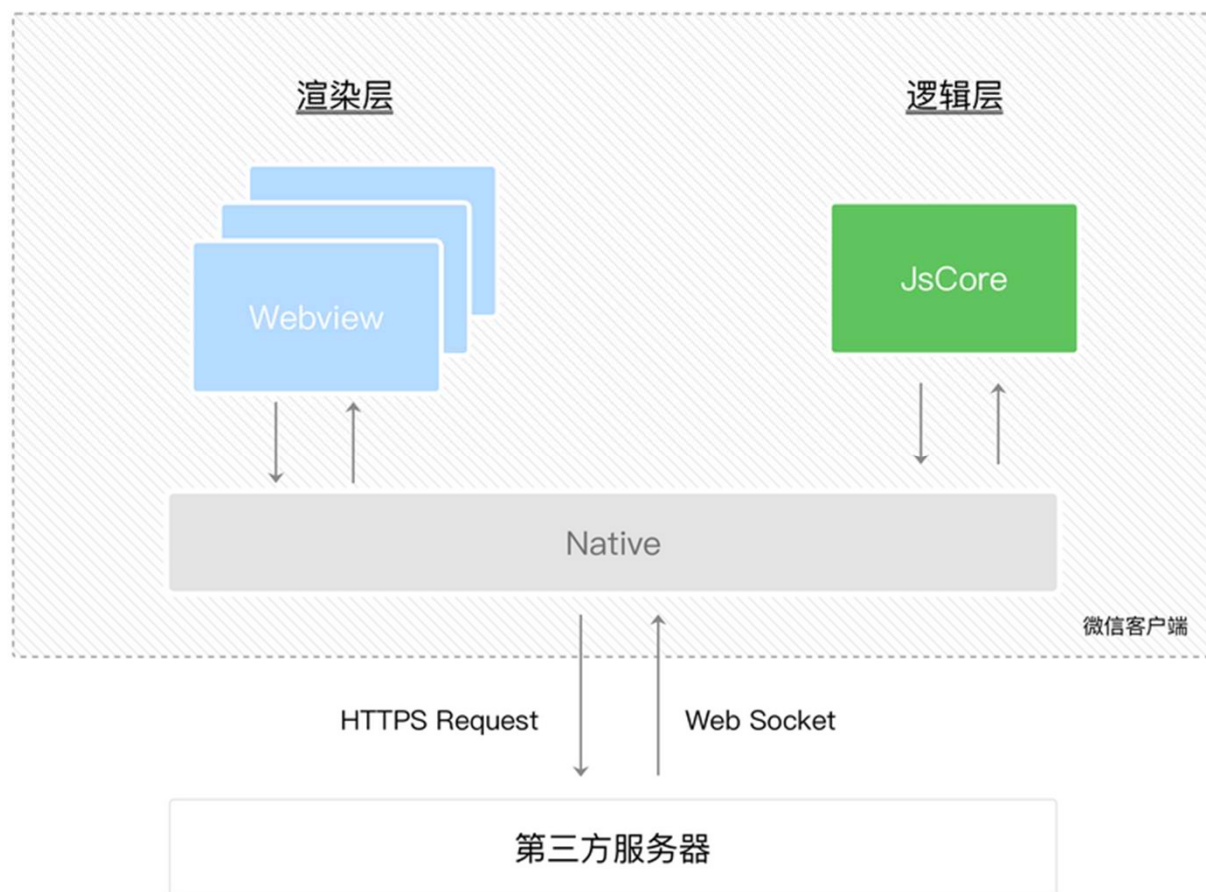 渲染层
逻辑层
Webview
JsCore
Native
微信客户端
HTTPS Request
Web Socket
第三方服务器